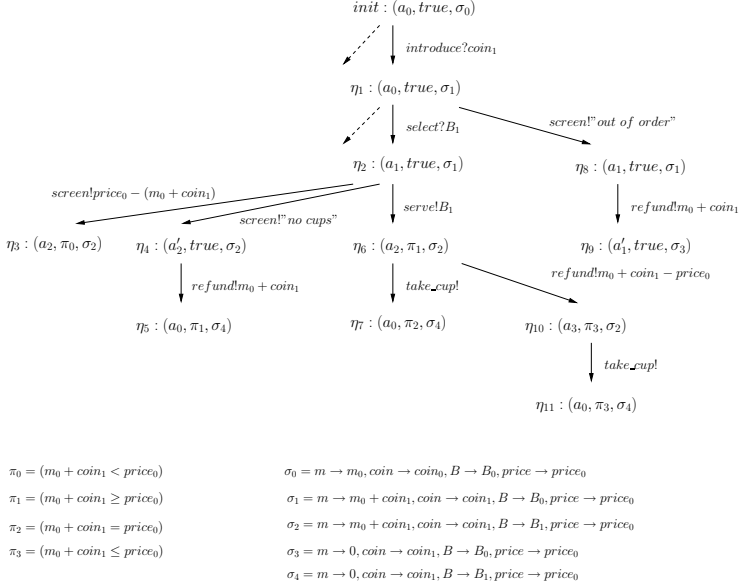 init : (a₀, true, σ₀)
introduce?coin₁
η₁ : (a₀, true, σ₁)
select?B₁
screen!"out of order"
η₂ : (a₁, true, σ₁)
η₈ : (a₁, true, σ₁)
screen!price₀ − (m₀ + coin₁)
screen!"no cups"
serve!B₁
refund!m₀ + coin₁
η₃ : (a₂, π₀, σ₂)
η₄ : (a′₂, true, σ₂)
η₆ : (a₂, π₁, σ₂)
η₉ : (a′₁, true, σ₃)
refund!m₀ + coin₁
take_cup!
refund!m₀ + coin₁ − price₀
η₅ : (a₀, π₁, σ₄)
η₇ : (a₀, π₂, σ₄)
η₁₀ : (a₃, π₃, σ₂)
take_cup!
η₁₁ : (a₀, π₃, σ₄)
π₀ = (m₀ + coin₁ < price₀)
π₁ = (m₀ + coin₁ ≥ price₀)
π₂ = (m₀ + coin₁ = price₀)
π₃ = (m₀ + coin₁ ≤ price₀)
σ₀ = m → m₀, coin → coin₀, B → B₀, price → price₀
σ₁ = m → m₀ + coin₁, coin → coin₁, B → B₀, price → price₀
σ₂ = m → m₀ + coin₁, coin → coin₁, B → B₁, price → price₀
σ₃ = m → 0, coin → coin₁, B → B₀, price → price₀
σ₄ = m → 0, coin → coin₁, B → B₁, price → price₀